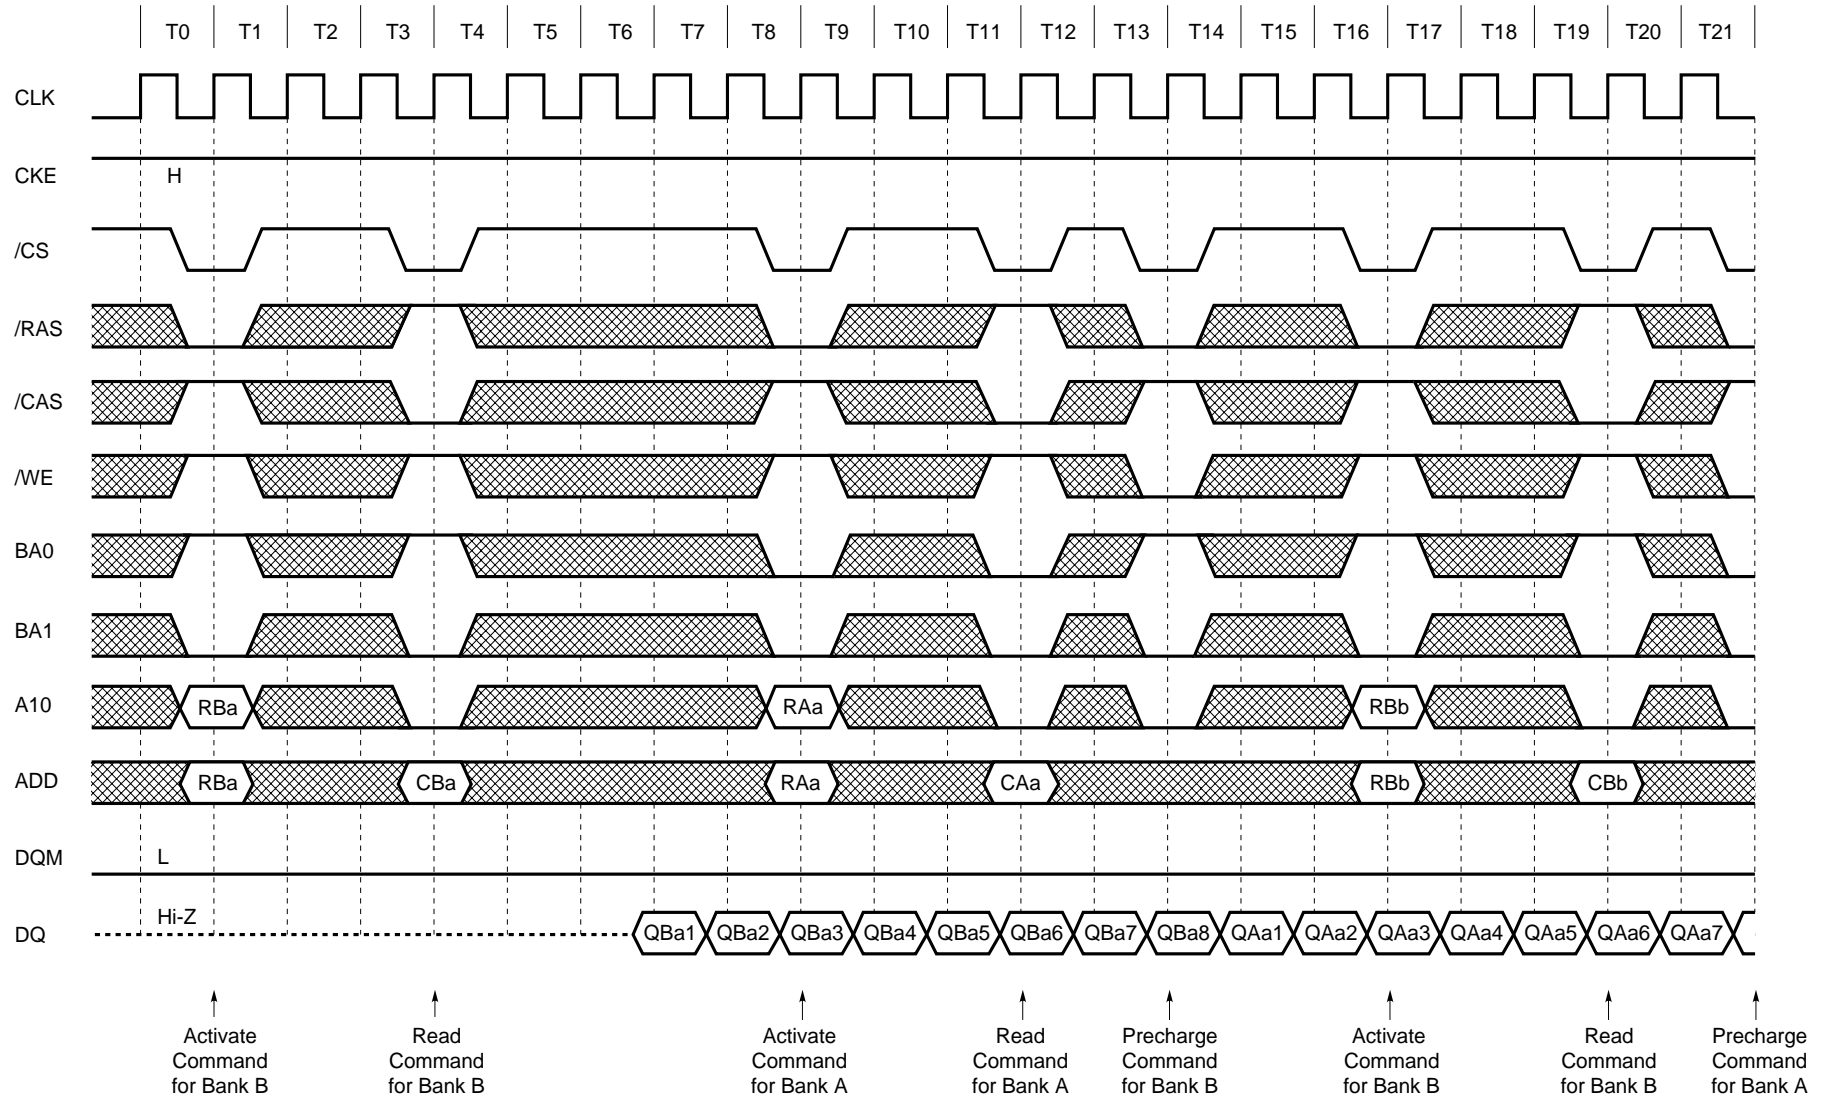 T0 T1 T2 T3 T4 T5 T6 T7 T8 T9 T10 T11 T12 T13 T14 T15 T16 T17 T18 T19 T20 T21
CLK
CKE H
/CS
/RAS
/CAS
/WE
BA0
BA1
A10 RBa RAa RBb
ADD RBa CBa RAa CAa RBb CBb
DQM L
Hi-Z
DQ QBa1 QBa2 QBa3 QBa4 QBa5 QBa6 QBa7 QBa8 QAa1 QAa2 QAa3 QAa4 QAa5 QAa6 QAa7
Activate
Command
for Bank B
Read
Command
for Bank B
Activate
Command
for Bank A
Read
Command
for Bank A
Precharge
Command
for Bank B
Activate
Command
for Bank B
Read
Command
for Bank B
Precharge
Command
for Bank A